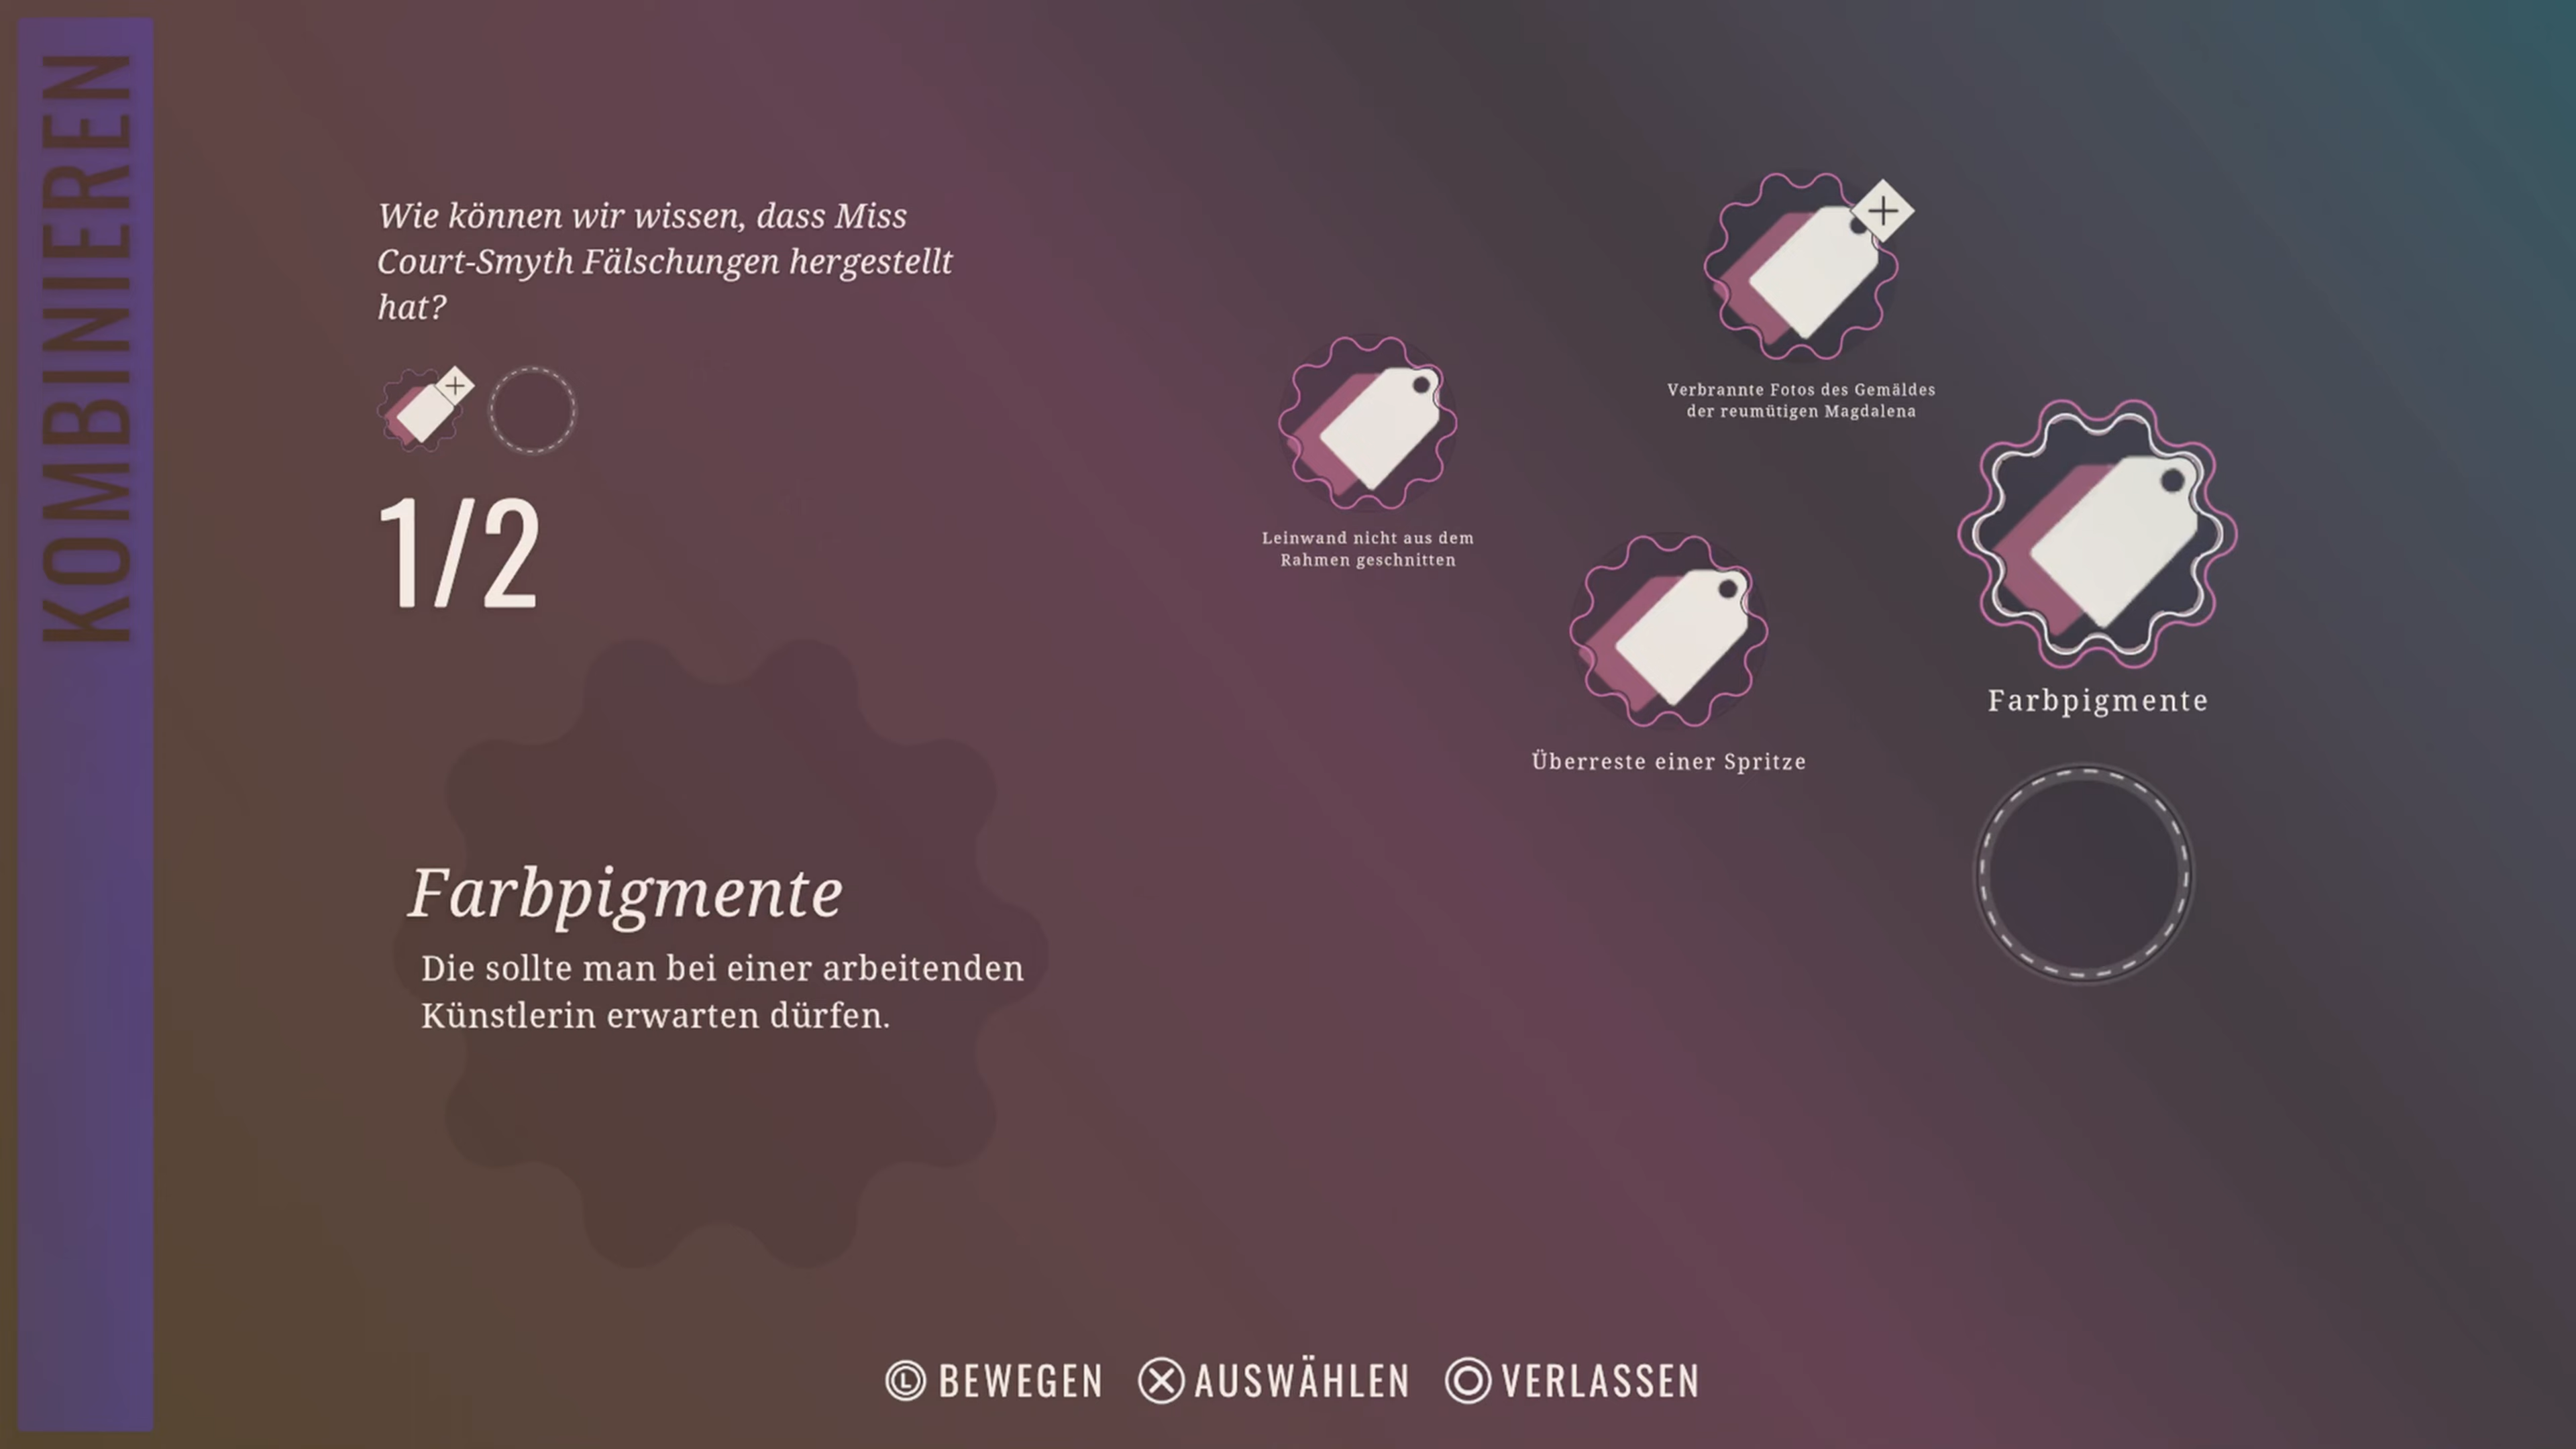 KOMBINIEREN
Wie können wir wissen, dass Miss
Court-Smyth Fälschungen hergestellt
hat?
1/2
Farbpigmente
Die sollte man bei einer arbeitenden
Künstlerin erwarten dürfen.
Verbrannte Fotos des Gemäldes
der reumütigen Magdalena
Leinwand nicht aus dem
Rahmen geschnitten
Farbpigmente
Überreste einer Spritze
L BEWEGEN AUSWÄHLEN VERLASSEN